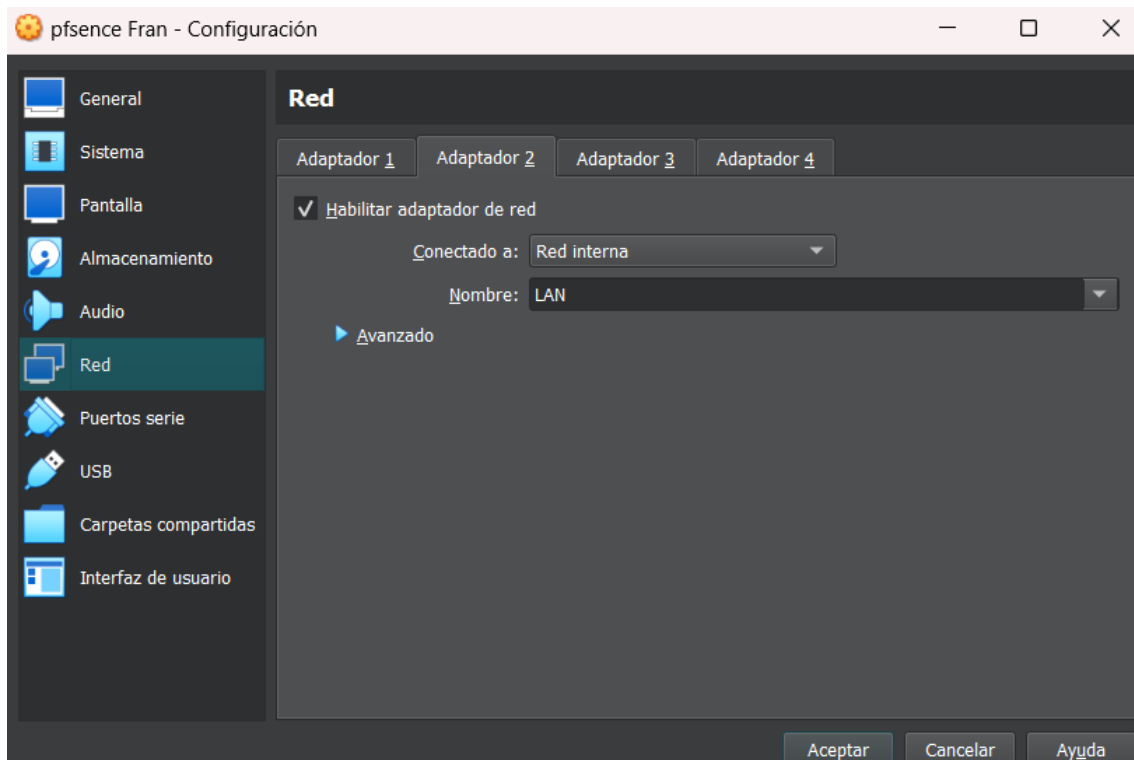 pfsence Fran - Configuración
General
Sistema
Pantalla
Almacenamiento
Audio
Red
Puertos serie
USB
Carpetas compartidas
Interfaz de usuario
Red
Adaptador 1 Adaptador 2 Adaptador 3 Adaptador 4
Habilitar adaptador de red
Conectado a: Red interna
Nombre: LAN
Avanzado
Aceptar Cancelar Ayuda